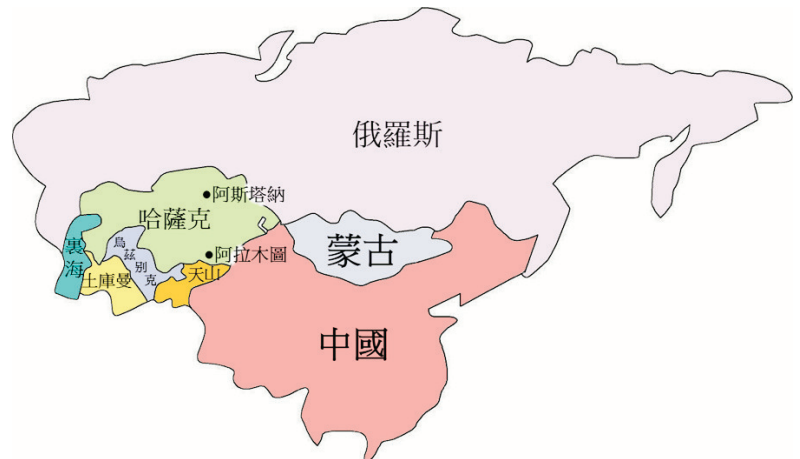 俄羅斯
阿斯塔納
哈薩克
烏茲別克
裏海
阿拉木圖
蒙古
天山
土庫曼
中國